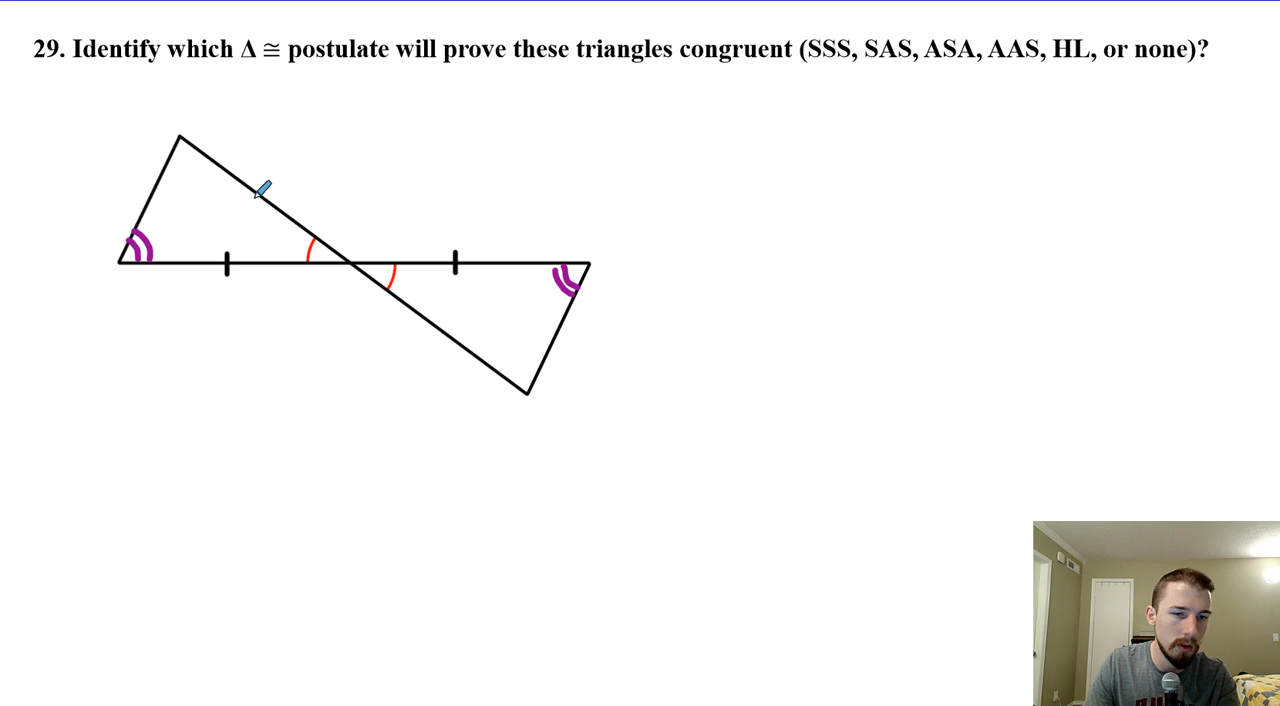 29. Identify which Δ ≅ postulate will prove these triangles congruent (SSS, SAS, ASA, AAS, HL, or none)?